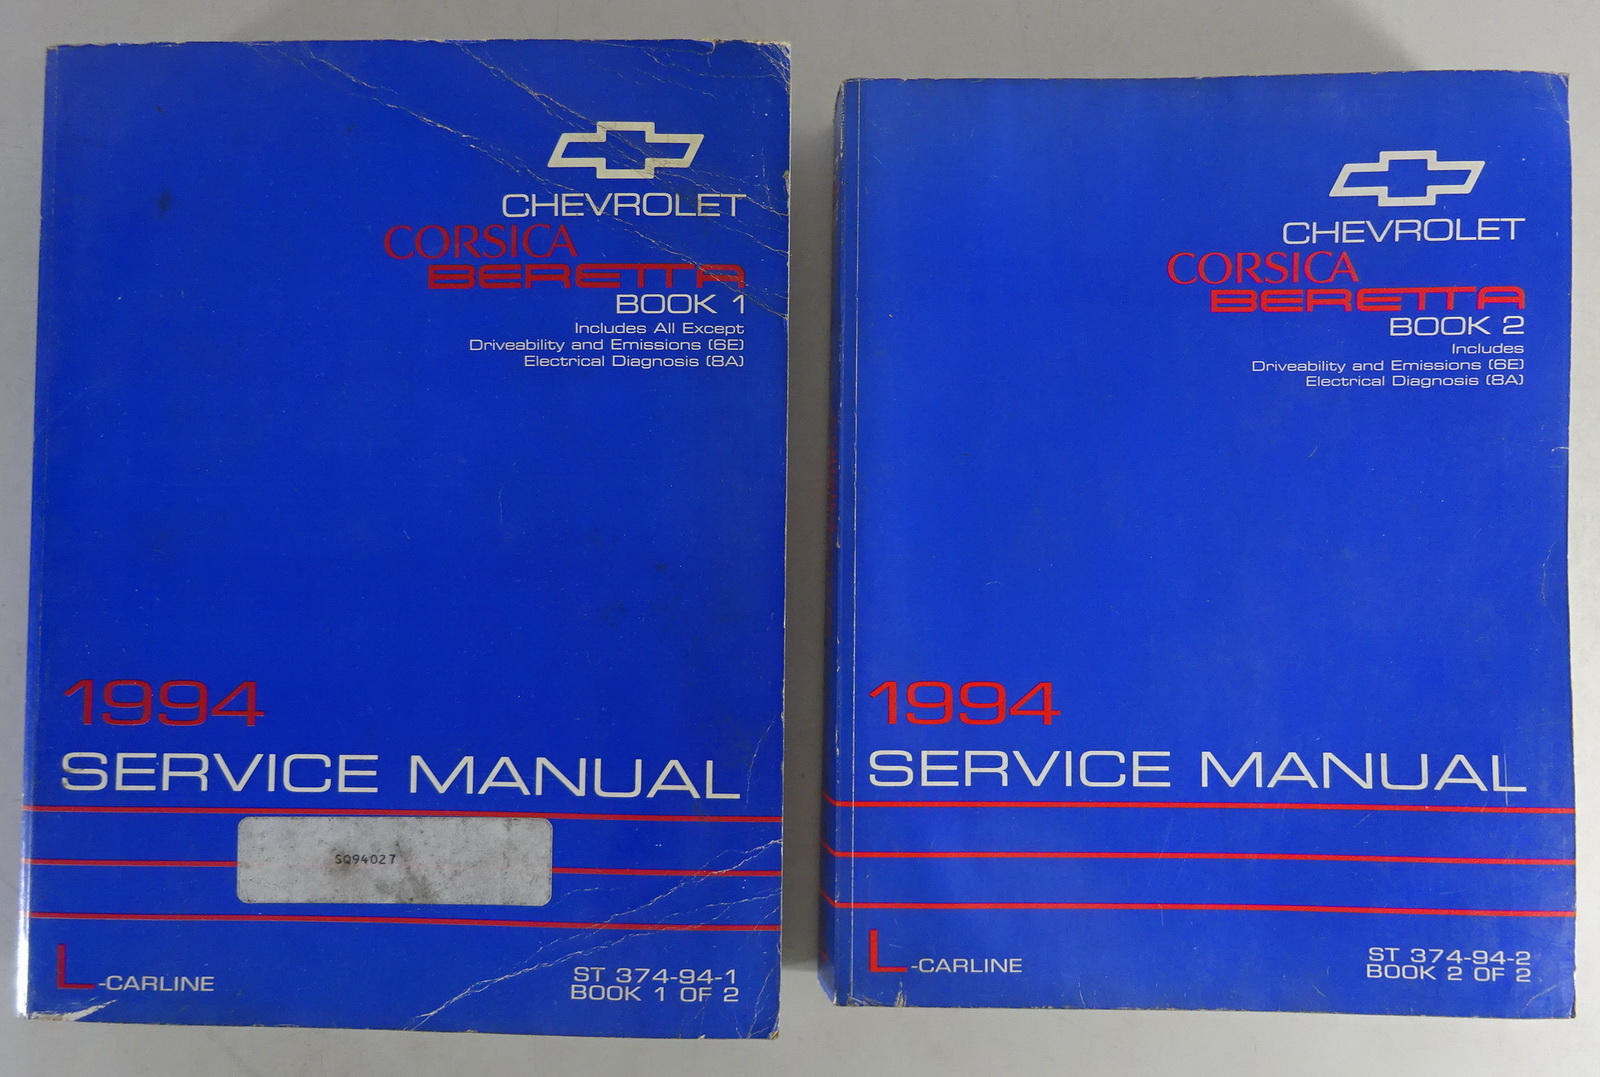 CHEVROLET
CORSICA
BERETTA
BOOK 1
Includes All Except
Driveability and Emissions (6E)
Electrical Diagnosis (8A)
1994
SERVICE MANUAL
SQ94027
L-CARLINE
ST 374-94-1
BOOK 1 OF 2
CHEVROLET
CORSICA
BERETTA
BOOK 2
Includes
Driveability and Emissions (6E)
Electrical Diagnosis (8A)
1994
SERVICE MANUAL
L-CARLINE
ST 374-94-2
BOOK 2 OF 2